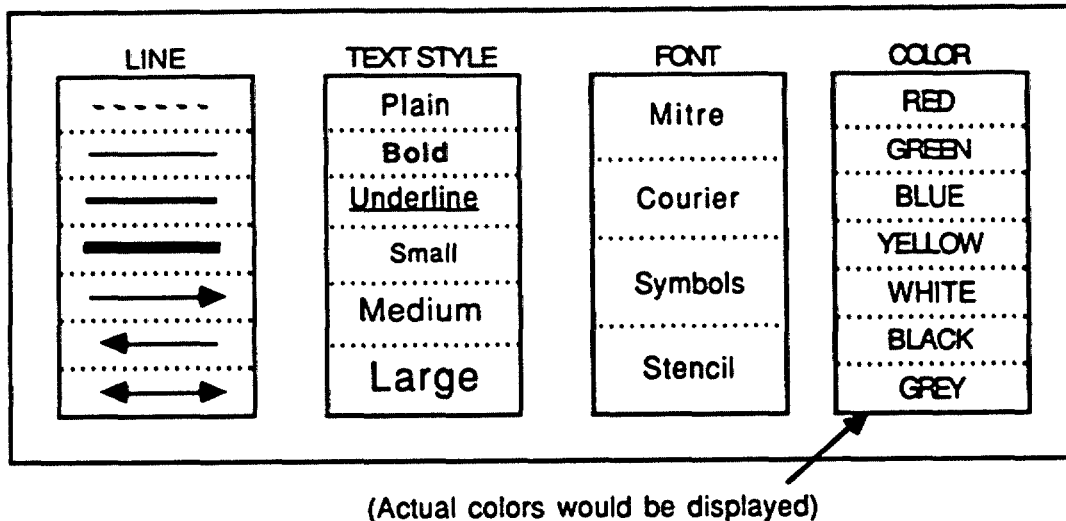 LINE
TEXT STYLE
FONT
COLOR
Plain
Bold
Underline
Small
Medium
Large
Mitre
Courier
Symbols
Stencil
RED
GREEN
BLUE
YELLOW
WHITE
BLACK
GREY
(Actual colors would be displayed)